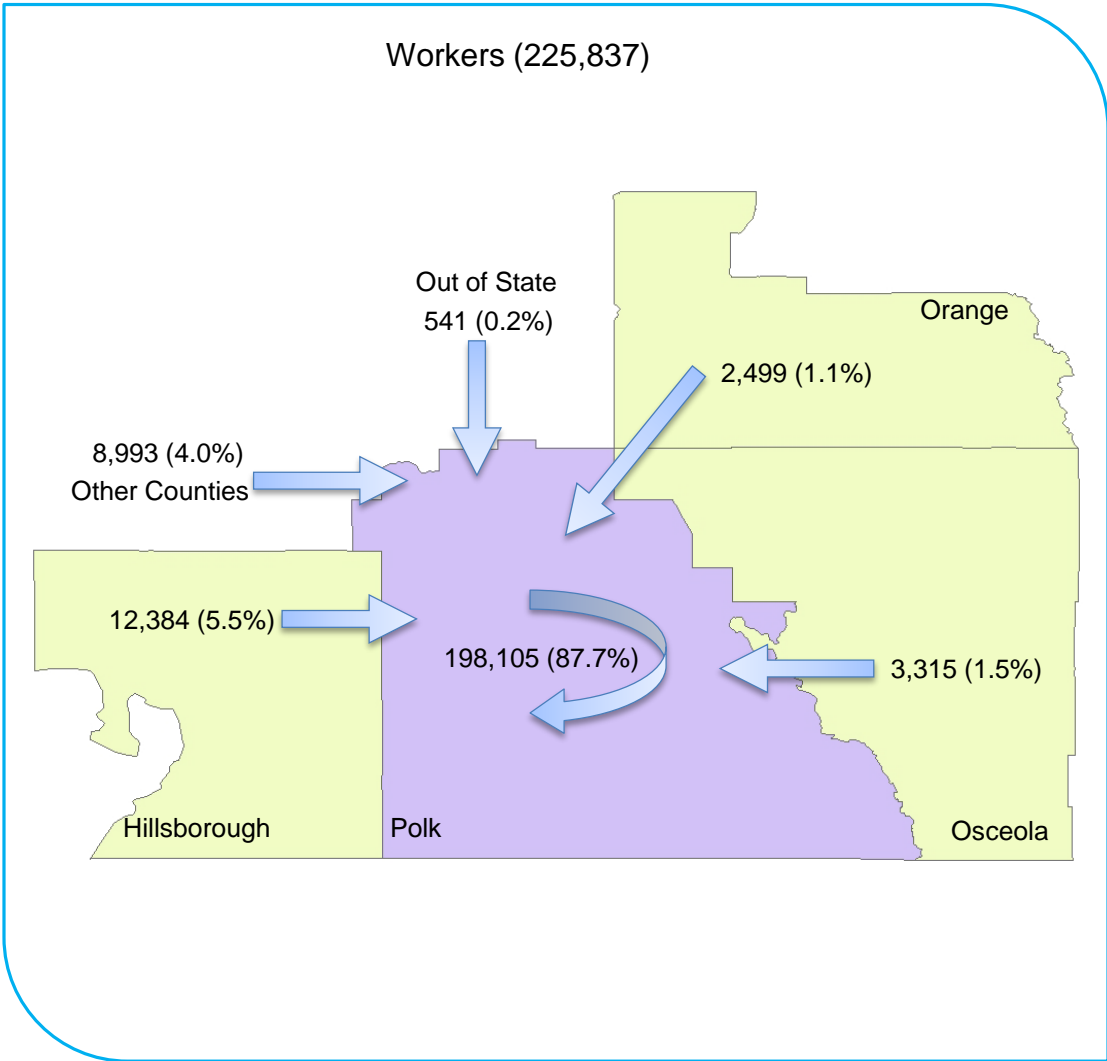 Workers (225,837)
Out of State
541 (0.2%)
Orange
2,499 (1.1%)
8,993 (4.0%)
Other Counties
12,384 (5.5%)
198,105 (87.7%)
3,315 (1.5%)
Hillsborough
Polk
Osceola